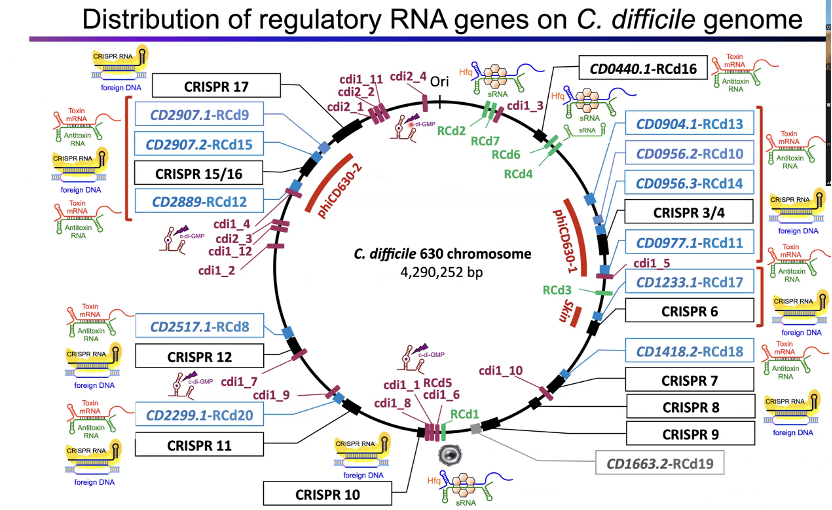 Distribution of regulatory RNA genes on C. difficile genome
CRISPR RNA
foreign DNA
CRISPR 17
Toxin
mRNA
Antitoxin
RNA
CD2907.1-RCd9
CD2907.2-RCd15
CRISPR RNA
foreign DNA
CRISPR 15/16
CD2889-RCd12
Toxin
mRNA
Antitoxin
RNA
cdi1_11
cdi2_2
cdi2_1
cdi2_4
c-di-GMP
Ori
Hfq
sRNA
cdi1_3
RCd2
RCd7
RCd6
RCd4
Hfq
sRNA
sRNA
CD0440.1-RCd16
Toxin
mRNA
Antitoxin
RNA
CD0904.1-RCd13
CD0956.2-RCd10
CD0956.3-RCd14
CRISPR 3/4
CD0977.1-RCd11
Toxin
mRNA
Antitoxin
RNA
CRISPR RNA
foreign DNA
cdi1_5
RCd3
CD1233.1-RCd17
CRISPR 6
Toxin
mRNA
Antitoxin
RNA
CRISPR RNA
foreign DNA
phiCD630-2
phiCD630-1
Skin
cdi1_4
cdi2_3
cdi1_12
cdi1_2
c-di-GMP
C. difficile 630 chromosome
4,290,252 bp
Toxin
mRNA
Antitoxin
RNA
CD2517.1-RCd8
CRISPR RNA
foreign DNA
CRISPR 12
cdi1_7
cdi1_9
c-di-GMP
Toxin
mRNA
Antitoxin
RNA
CD2299.1-RCd20
CRISPR RNA
foreign DNA
CRISPR 11
c-di-GMP
cdi1_1 RCd5
cdi1_6
cdi1_8
RCd1
cdi1_10
CD1418.2-RCd18
Toxin
mRNA
Antitoxin
RNA
CRISPR 7
CRISPR 8
CRISPR 9
CRISPR RNA
foreign DNA
CD1663.2-RCd19
CRISPR RNA
foreign DNA
CRISPR 10
Hfq
sRNA